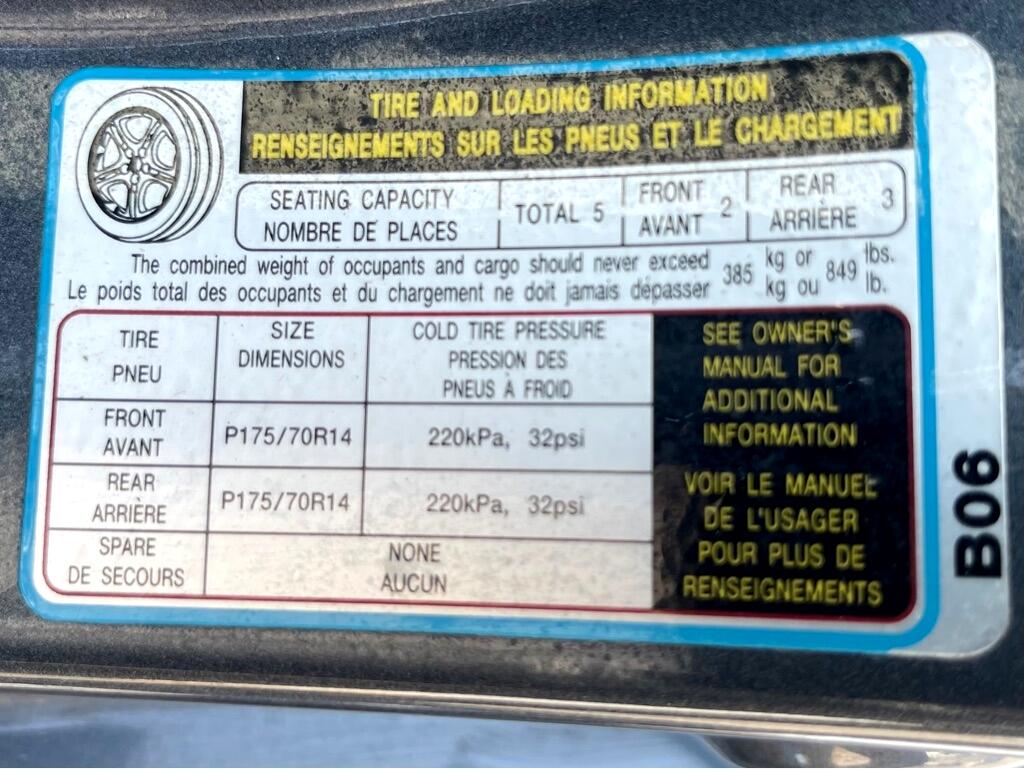 TIRE AND LOADING INFORMATION
RENSEIGNEMENTS SUR LES PNEUS ET LE CHARGEMENT
SEATING CAPACITY
NOMBRE DE PLACES
TOTAL 5
FRONT
AVANT
2
REAR
ARRIÈRE
3
The combined weight of occupants and cargo should never exceed 385 kg or 849 lbs.
Le poids total des occupants et du chargement ne doit jamais dépasser kg ou lb.
TIRE
PNEU
SIZE
DIMENSIONS
COLD TIRE PRESSURE
PRESSION DES
PNEUS À FROID
FRONT
AVANT
P175/70R14
220kPa, 32psi
REAR
ARRIÈRE
P175/70R14
220kPa, 32psi
SPARE
DE SECOURS
NONE
AUCUN
SEE OWNER'S
MANUAL FOR
ADDITIONAL
INFORMATION
VOIR LE MANUEL
DE L'USAGER
POUR PLUS DE
RENSEIGNEMENTS
B06